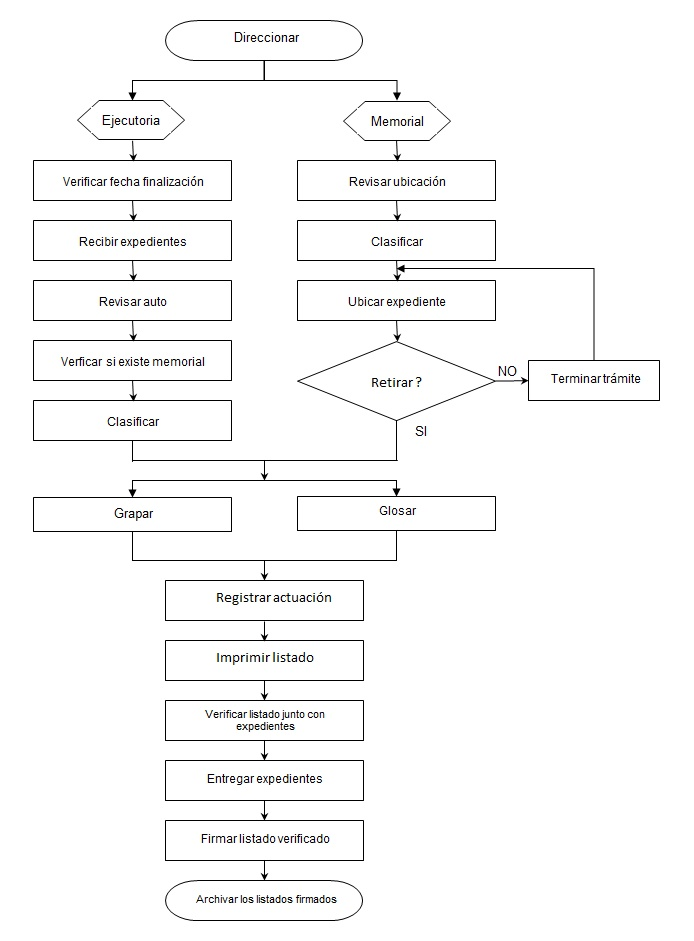 Direccionar
Ejecutoria
Memorial
Verificar fecha finalización
Revisar ubicación
Recibir expedientes
Clasificar
Revisar auto
Ubicar expediente
Verficar si existe memorial
Retirar ?
NO
Terminar trámite
Clasificar
SI
Grapar
Glosar
Registrar actuación
Imprimir listado
Verificar listado junto con
expedientes
Entregar expedientes
Firmar listado verificado
Archivar los listados firmados